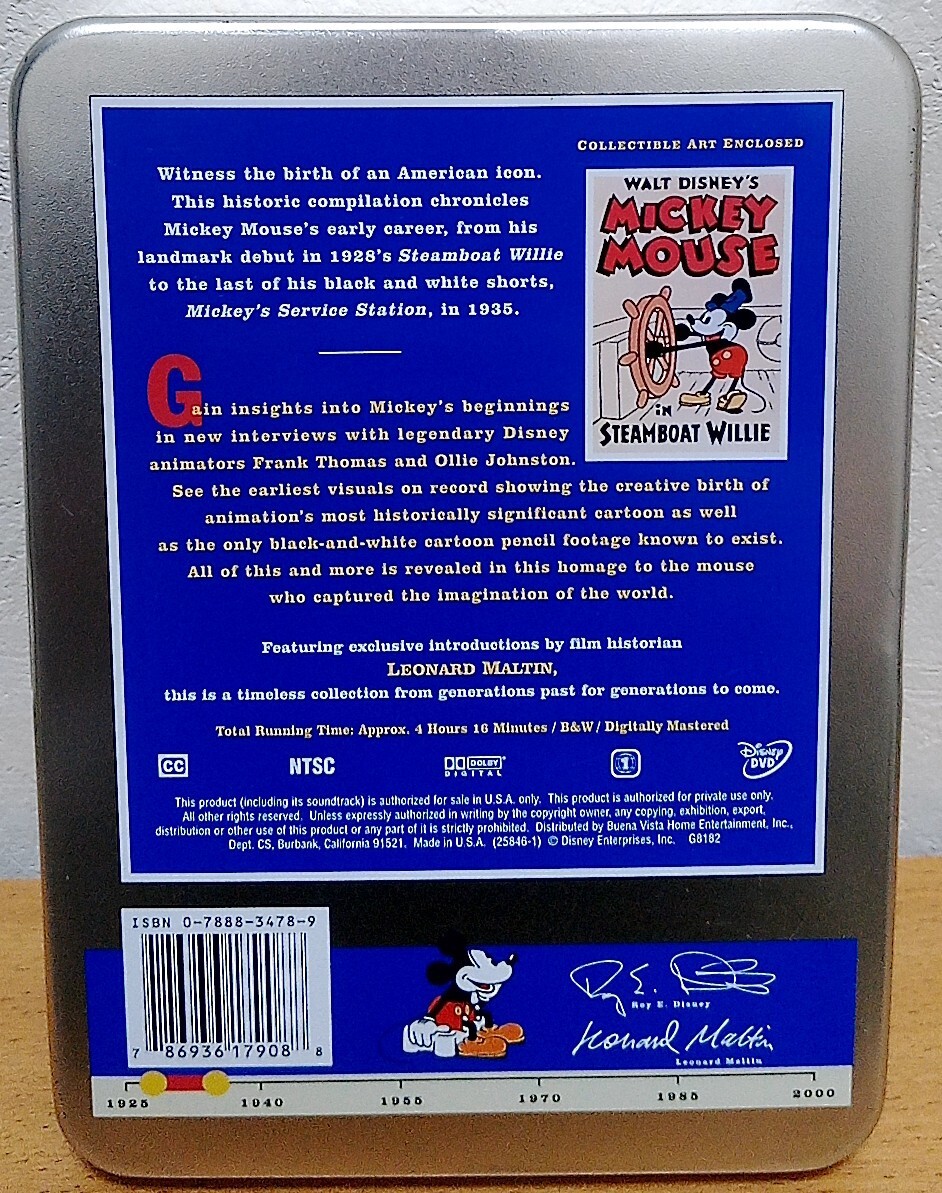 COLLECTIBLE ART ENCLOSED
Witness the birth of an American icon.
This historic compilation chronicles
Mickey Mouse's early career, from his
landmark debut in 1928's Steamboat Willie
to the last of his black and white shorts,
Mickey's Service Station, in 1935.
WALT DISNEY'S
MICKEY
MOUSE
IN
STEAMBOAT WILLIE
Gain insights into Mickey's beginnings
in new interviews with legendary Disney
animators Frank Thomas and Ollie Johnston.
See the earliest visuals on record showing the creative birth of
animation's most historically significant cartoon as well
as the only black-and-white cartoon pencil footage known to exist.
All of this and more is revealed in this homage to the mouse
who captured the imagination of the world.
Featuring exclusive introductions by film historian
LEONARD MALTIN,
this is a timeless collection from generations past for generations to come.
Total Running Time: Approx. 4 Hours 16 Minutes / B&W / Digitally Mastered
CC NTSC DOLBY DIGITAL 1 DISNEY DVD
This product (including its soundtrack) is authorized for sale in U.S.A. only. This product is authorized for private use only.
All other rights reserved. Unless expressly authorized in writing by the copyright owner, any copying, exhibition, export,
distribution or other use of this product or any part of it is strictly prohibited. Distributed by Buena Vista Home Entertainment, Inc.,
Dept. CS, Burbank, California 91521. Made in U.S.A. (25846-1) © Disney Enterprises, Inc. G8182
ISBN 0-7888-3478-9
7 86936 17908 8
Roy E. Disney
Roy E. Disney
Leonard Maltin
Leonard Maltin
1925 1940 1955 1970 1985 2000